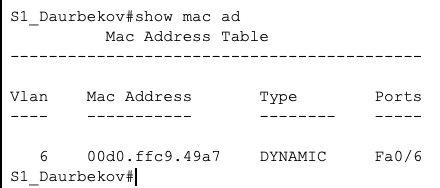 S1_Daurbekov#show mac ad
Mac Address Table
-------------------------------------------
Vlan Mac Address Type Ports
---- ----------- -------- -----
6 00d0.ffc9.49a7 DYNAMIC Fa0/6
S1_Daurbekov#